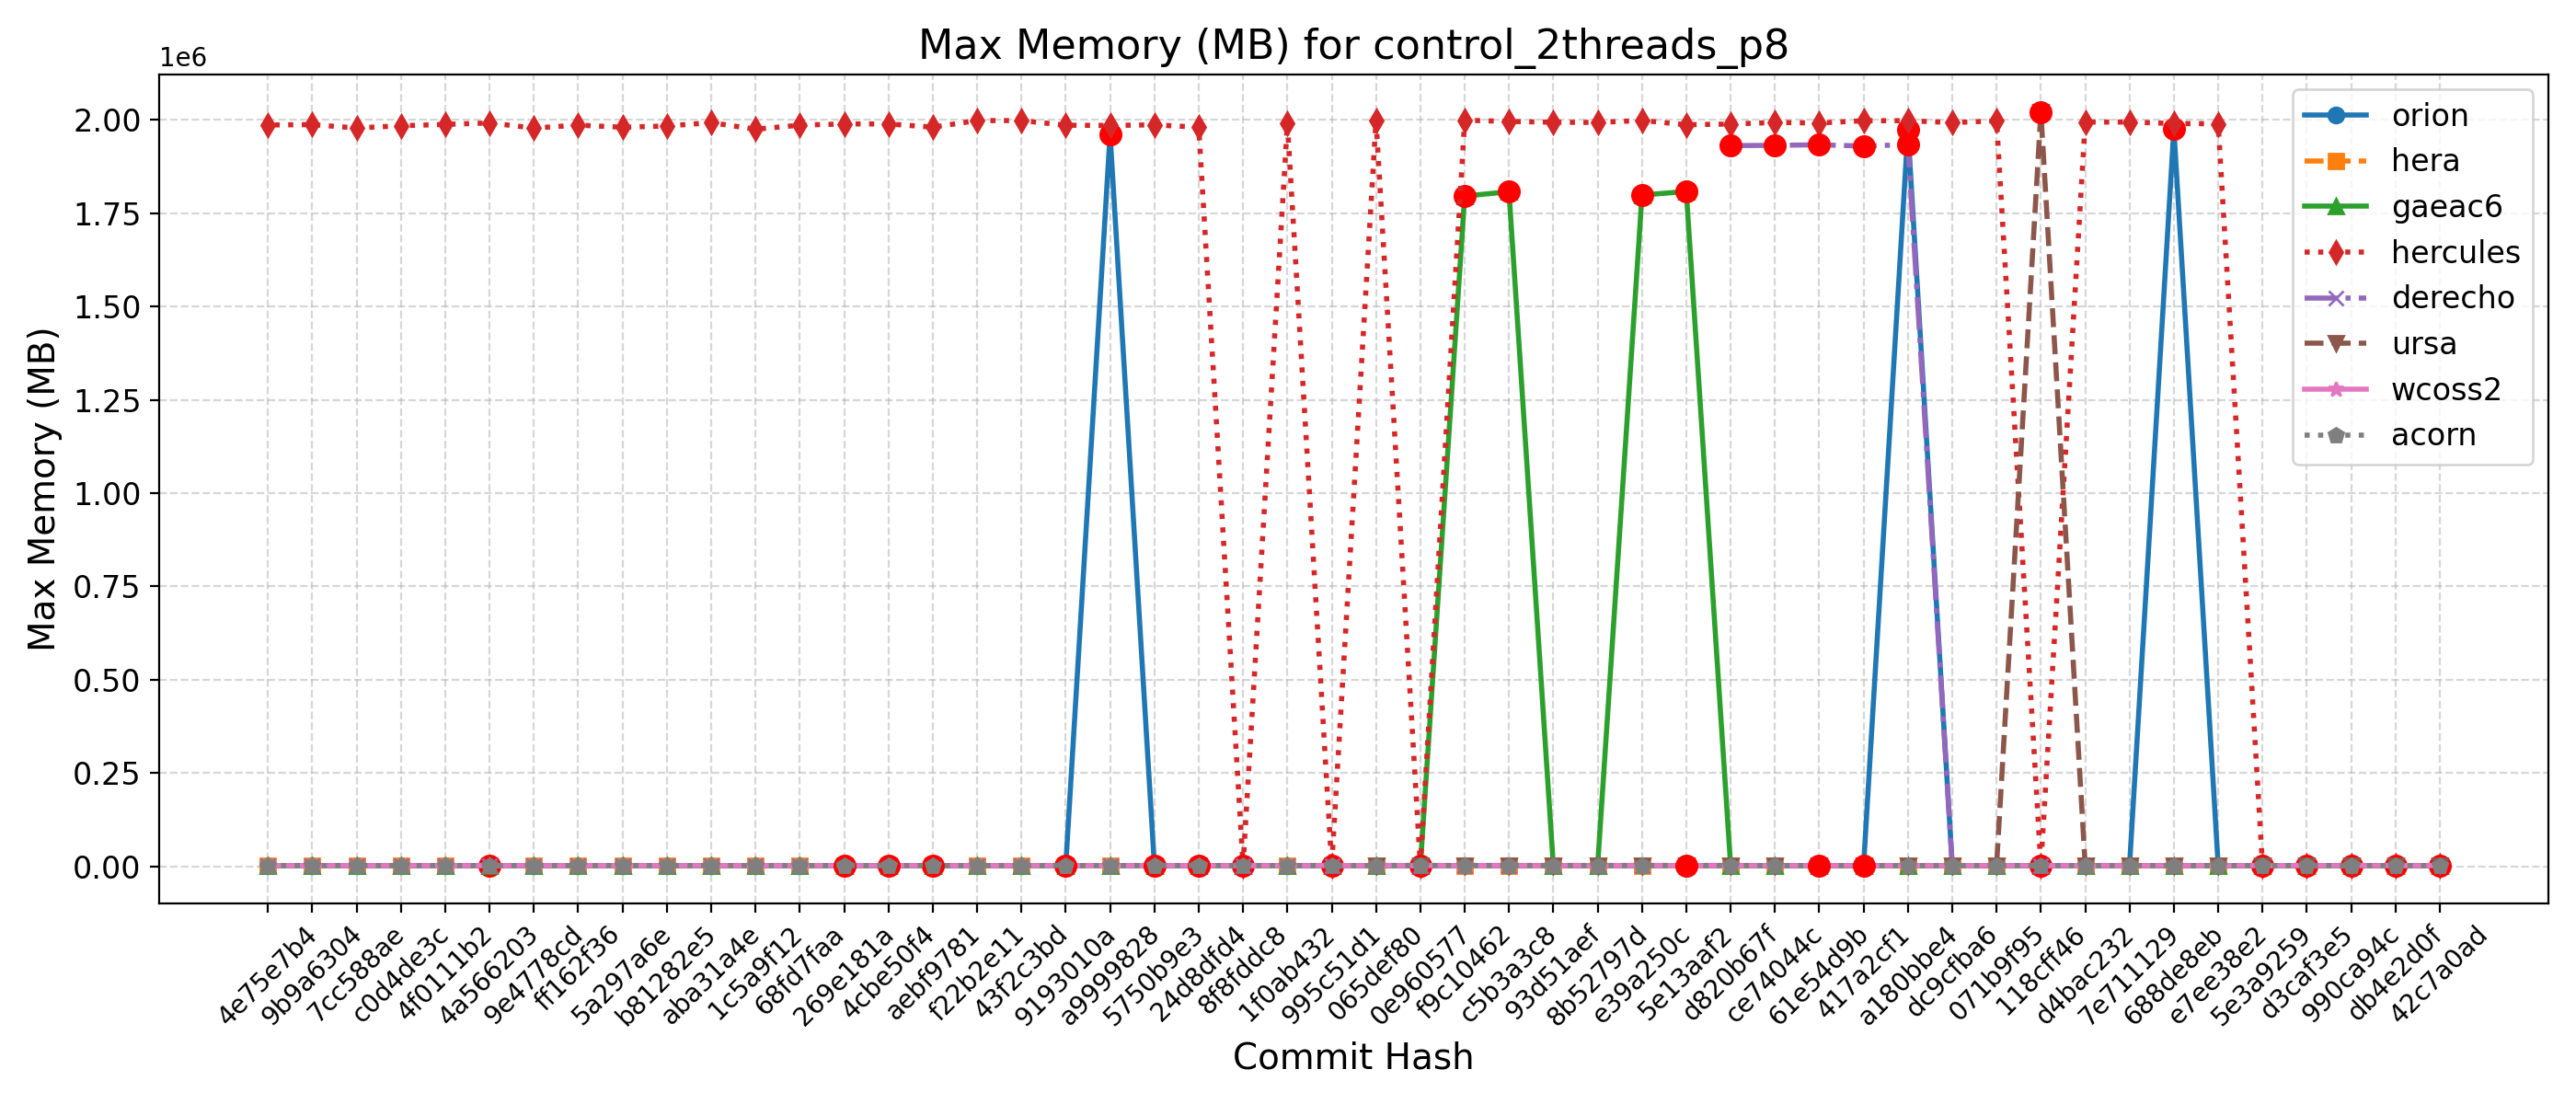 Max Memory (MB) for control_2threads_p8
1e6
2.00
1.75
1.50
1.25
1.00
0.75
0.50
0.25
0.00
Max Memory (MB)
orion
hera
gaeac6
hercules
derecho
ursa
wcoss2
acorn
4e75e7b4
9b9a6304
7cc588ae
c0d4de3c
4f0111b2
4a566203
9e4778cd
ff162f36
5a297a6e
b81282e5
aba31a4e
1c5a9f12
68fd7faa
269e181a
4cbe50f4
aebf9781
f22b2e11
43f2c3bd
9193010a
a9999828
5750b9e3
24d8dfd4
8f8fddc8
1f0ab432
995c51d1
065def80
0e960577
f9c10462
c5b3a3c8
93d51aef
8b52797d
e39a250c
5e13aaf2
d820b67f
ce74044c
61e54d9b
417a2cf1
a180bbe4
dc9cfba6
071b9f95
118cff46
d4bac232
7e711129
688de8eb
e7ee38e2
5e3a9259
d3caf3e5
990ca94c
db4e2d0f
42c7a0ad
Commit Hash